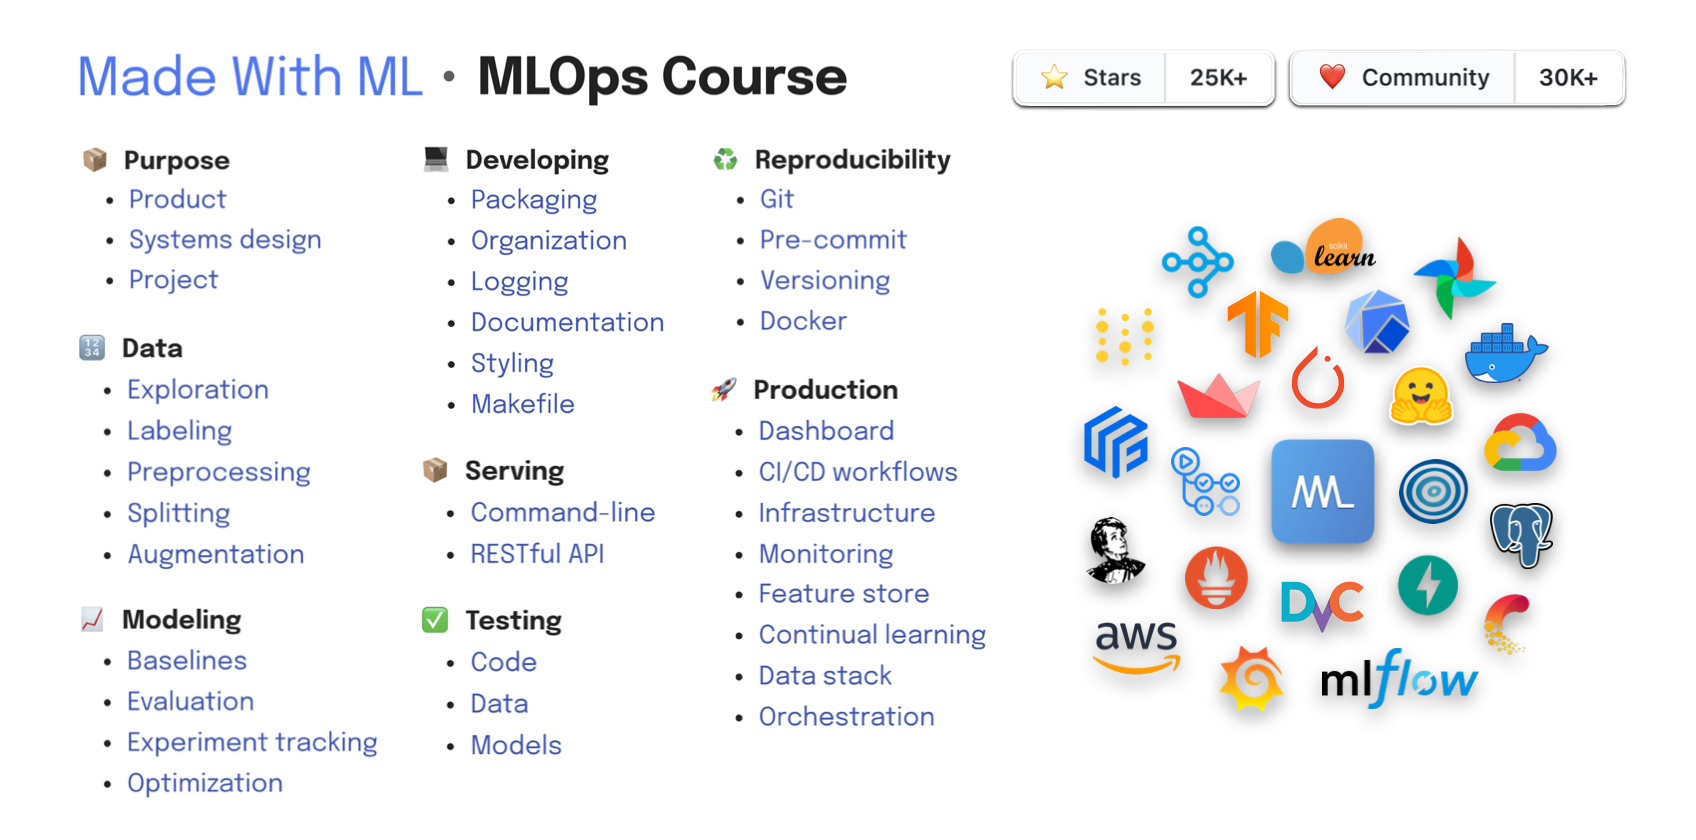 Made With ML · MLOps Course
Stars 25K+
Community 30K+
Purpose
Product
Systems design
Project
Data
Exploration
Labeling
Preprocessing
Splitting
Augmentation
Modeling
Baselines
Evaluation
Experiment tracking
Optimization
Developing
Packaging
Organization
Logging
Documentation
Styling
Makefile
Serving
Command-line
RESTful API
Testing
Code
Data
Models
Reproducibility
Git
Pre-commit
Versioning
Docker
Production
Dashboard
CI/CD workflows
Infrastructure
Monitoring
Feature store
Continual learning
Data stack
Orchestration
scikit
learn
DVC
aws
mlflow